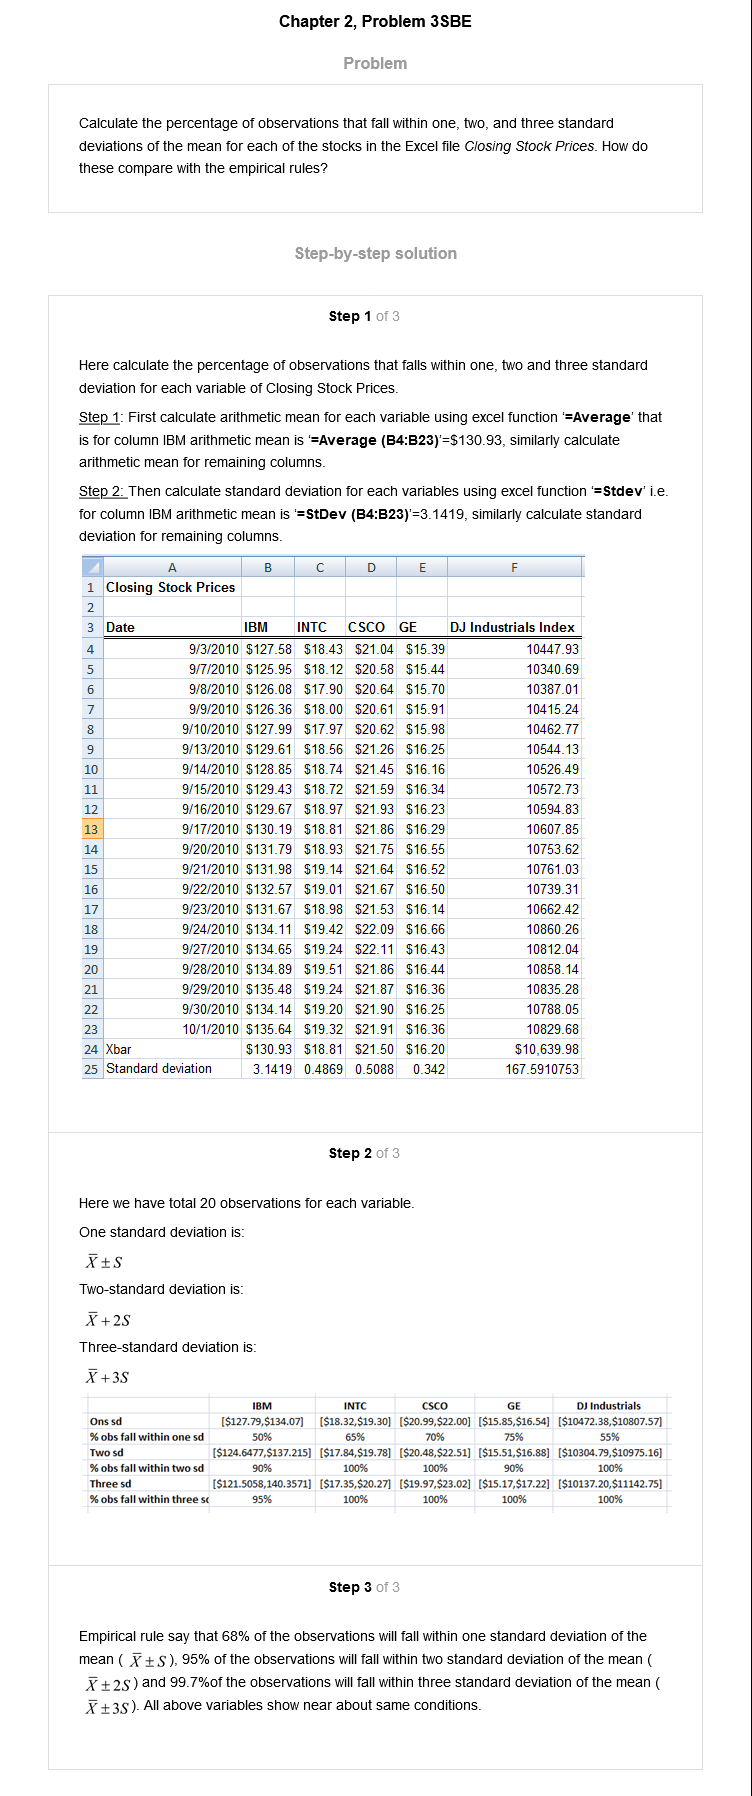 Chapter 2, Problem 3SBE
Problem
Calculate the percentage of observations that fall within one, two, and three standard
deviations of the mean for each of the stocks in the Excel file Closing Stock Prices. How do
these compare with the empirical rules?
Step-by-step solution
Step 1 of 3
Here calculate the percentage of observations that falls within one, two and three standard
deviation for each variable of Closing Stock Prices.
Step 1: First calculate arithmetic mean for each variable using excel function ‘=Average’ that
is for column IBM arithmetic mean is ‘=Average (B4:B23)’=$130.93, similarly calculate
arithmetic mean for remaining columns.
Step 2: Then calculate standard deviation for each variables using excel function ‘=Stdev’ i.e.
for column IBM arithmetic mean is ‘=StDev (B4:B23)’=3.1419, similarly calculate standard
deviation for remaining columns.
A B C D E F
1 Closing Stock Prices
2
3 Date IBM INTC CSCO GE DJ Industrials Index
4 9/3/2010 $127.58 $18.43 $21.04 $15.39 10447.93
5 9/7/2010 $125.95 $18.12 $20.58 $15.44 10340.69
6 9/8/2010 $126.08 $17.90 $20.64 $15.70 10387.01
7 9/9/2010 $126.36 $18.00 $20.61 $15.91 10415.24
8 9/10/2010 $127.99 $17.97 $20.62 $15.98 10462.77
9 9/13/2010 $129.61 $18.56 $21.26 $16.25 10544.13
10 9/14/2010 $128.85 $18.74 $21.45 $16.16 10526.49
11 9/15/2010 $129.43 $18.72 $21.59 $16.34 10572.73
12 9/16/2010 $129.67 $18.97 $21.93 $16.23 10594.83
13 9/17/2010 $130.19 $18.81 $21.86 $16.29 10607.85
14 9/20/2010 $131.79 $18.93 $21.75 $16.55 10753.62
15 9/21/2010 $131.98 $19.14 $21.64 $16.52 10761.03
16 9/22/2010 $132.57 $19.01 $21.67 $16.50 10739.31
17 9/23/2010 $131.67 $18.98 $21.53 $16.14 10662.42
18 9/24/2010 $134.11 $19.42 $22.09 $16.66 10860.26
19 9/27/2010 $134.65 $19.24 $22.11 $16.43 10812.04
20 9/28/2010 $134.89 $19.51 $21.86 $16.44 10858.14
21 9/29/2010 $135.48 $19.24 $21.87 $16.36 10835.28
22 9/30/2010 $134.14 $19.20 $21.90 $16.25 10788.05
23 10/1/2010 $135.64 $19.32 $21.91 $16.36 10829.68
24 Xbar $130.93 $18.81 $21.50 $16.20 $10,639.98
25 Standard deviation 3.1419 0.4869 0.5088 0.342 167.5910753
Step 2 of 3
Here we have total 20 observations for each variable.
One standard deviation is:
X̅ ± S
Two-standard deviation is:
X̅ + 2S
Three-standard deviation is:
X̅ + 3S
IBM INTC CSCO GE DJ Industrials
Ons sd [$127.79,$134.07] [$18.32,$19.30] [$20.99,$22.00] [$15.85,$16.54] [$10472.38,$10807.57]
% obs fall within one sd 50% 65% 70% 75% 55%
Two sd [$124.6477,$137.215] [$17.84,$19.78] [$20.48,$22.51] [$15.51,$16.88] [$10304.79,$10975.16]
% obs fall within two sd 90% 100% 100% 90% 100%
Three sd [$121.5058,140.3571] [$17.35,$20.27] [$19.97,$23.02] [$15.17,$17.22] [$10137.20,$11142.75]
% obs fall within three sd 95% 100% 100% 100% 100%
Step 3 of 3
Empirical rule say that 68% of the observations will fall within one standard deviation of the
mean ( X̅ ± S ), 95% of the observations will fall within two standard deviation of the mean (
X̅ ± 2S ) and 99.7%of the observations will fall within three standard deviation of the mean (
X̅ ± 3S ). All above variables show near about same conditions.